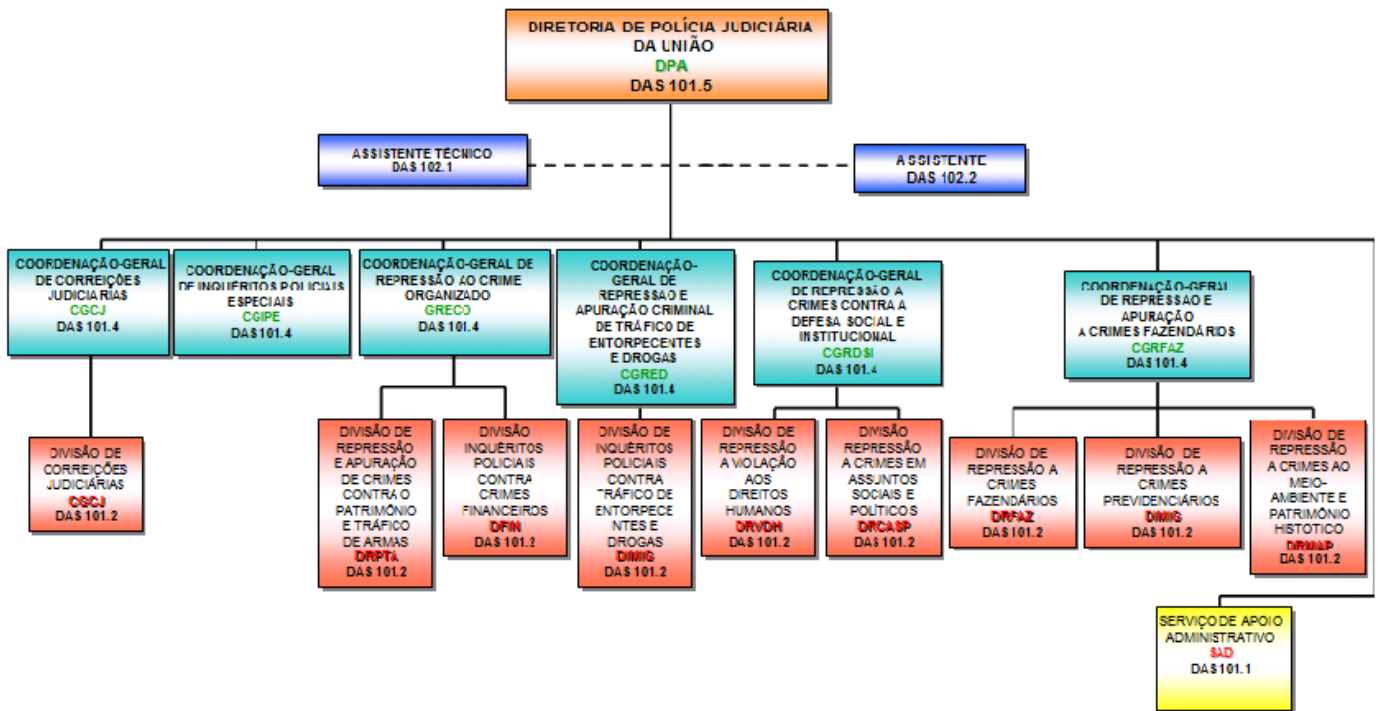 DIRETORIA DE POLÍCIA JUDICIÁRIA
DA UNIÃO
DPA
DAS 101.5
ASSISTENTE TÉCNICO
DAS 102.1
ASSISTENTE
DAS 102.2
COORDENAÇÃO-GERAL
DE CORREIÇÕES
JUDICIARIAS
CGCJ
DAS 101.4
COORDENAÇÃO-GERAL
DE INQUÉRITOS POLICIAIS
ESPECIAIS
CGIPE
DAS 101.4
COORDENAÇÃO-GERAL DE
REPRESSÃO AO CRIME
ORGANIZADO
GRECO
DAS 101.4
COORDENAÇÃO-
GERAL DE
REPRESSÃO E
APURAÇÃO CRIMINAL
DE TRÁFICO DE
ENTORPECENTES
E DROGAS
CGRED
DAS 101.4
COORDENAÇÃO-GERAL
DE REPRESSÃO A
CRIMES CONTRA A
DEFESA SOCIAL E
INSTITUCIONAL
CGRDSI
DAS 101.4
COORDENAÇÃO-GERAL
DE REPRESSÃO E
APURAÇÃO
A CRIMES FAZENDÁRIOS
CGRFAZ
DAS 101.4
DIVISÃO DE
CORREIÇÕES
JUDICIÁRIAS
CGCJ
DAS 101.2
DIVISÃO DE
REPRESSÃO
E APURAÇÃO
DE CRIMES
CONTRA O
PATRIMÔNIO
E TRÁFICO
DE ARMAS
DRPTA
DAS 101.2
DIVISÃO
INQUÉRITOS
POLICIAIS
CONTRA
CRIMES
FINANCEIROS
DFIN
DAS 101.2
DIVISÃO DE
INQUÉRITOS
POLICIAIS
CONTRA
TRÁFICO DE
ENTORPECE
NTES E
DROGAS
DIMIG
DAS 101.2
DIVISÃO DE
REPRESSÃO
A VIOLAÇÃO
AOS
DIREITOS
HUMANOS
DRVDH
DAS 101.2
DIVISÃO
REPRESSÃO
A CRIMES EM
ASSUNTOS
SOCIAIS E
POLÍTICOS
DRCASP
DAS 101.2
DIVISÃO DE
REPRESSÃO A
CRIMES
FAZENDÁRIOS
DRFAZ
DAS 101.2
DIVISÃO DE
REPRESSÃO A
CRIMES
PREVIDENCIÁRIOS
DIMIG
DAS 101.2
DIVISÃO DE
REPRESSÃO
A CRIMES AO
MEIO-
AMBIENTE E
PATRIMÔNIO
HISTOTICO
DRMAP
DAS 101.2
SERVIÇO DE APOIO
ADMINISTRATIVO
SAD
DAS 101.1